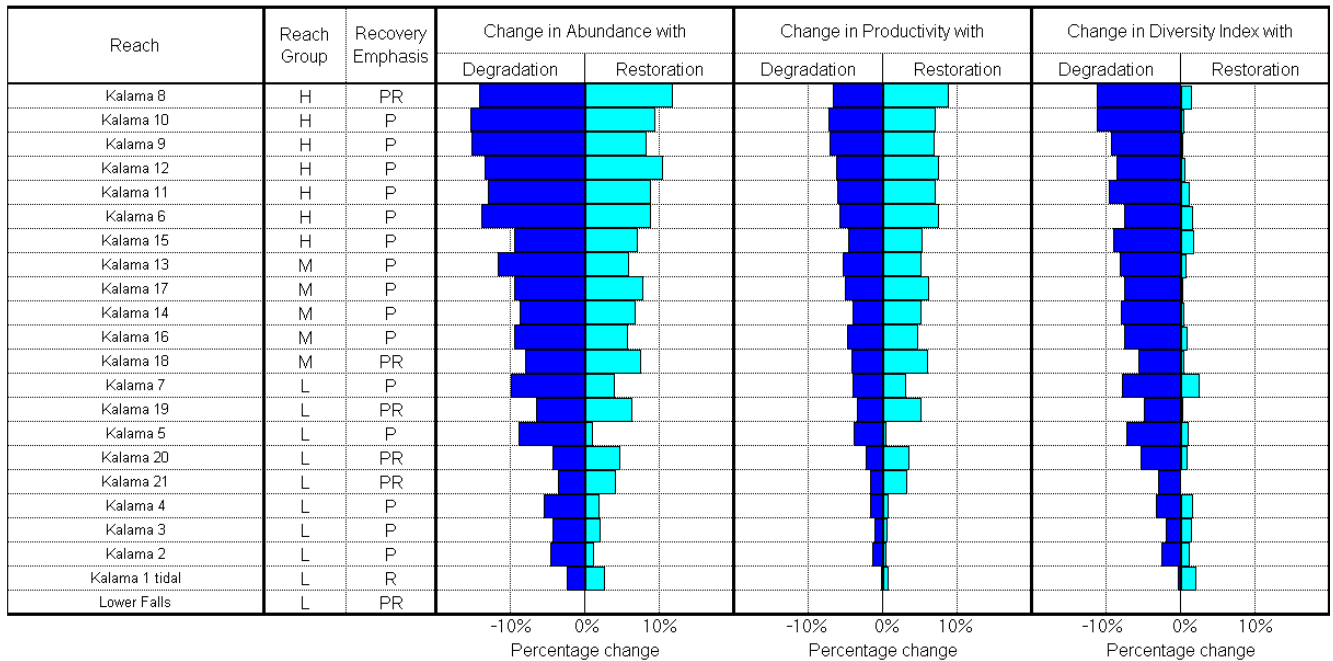 Reach Reach Group Recovery Emphasis Change in Abundance with Change in Productivity with Change in Diversity Index with
Degradation Restoration Degradation Restoration Degradation Restoration
Kalama 8 H PR
Kalama 10 H P
Kalama 9 H P
Kalama 12 H P
Kalama 11 H P
Kalama 6 H P
Kalama 15 H P
Kalama 13 M P
Kalama 17 M P
Kalama 14 M P
Kalama 16 M P
Kalama 18 M PR
Kalama 7 L P
Kalama 19 L PR
Kalama 5 L P
Kalama 20 L PR
Kalama 21 L PR
Kalama 4 L P
Kalama 3 L P
Kalama 2 L P
Kalama 1 tidal L R
Lower Falls L PR
-10% 0% 10% -10% 0% 10% -10% 0% 10%
Percentage change Percentage change Percentage change